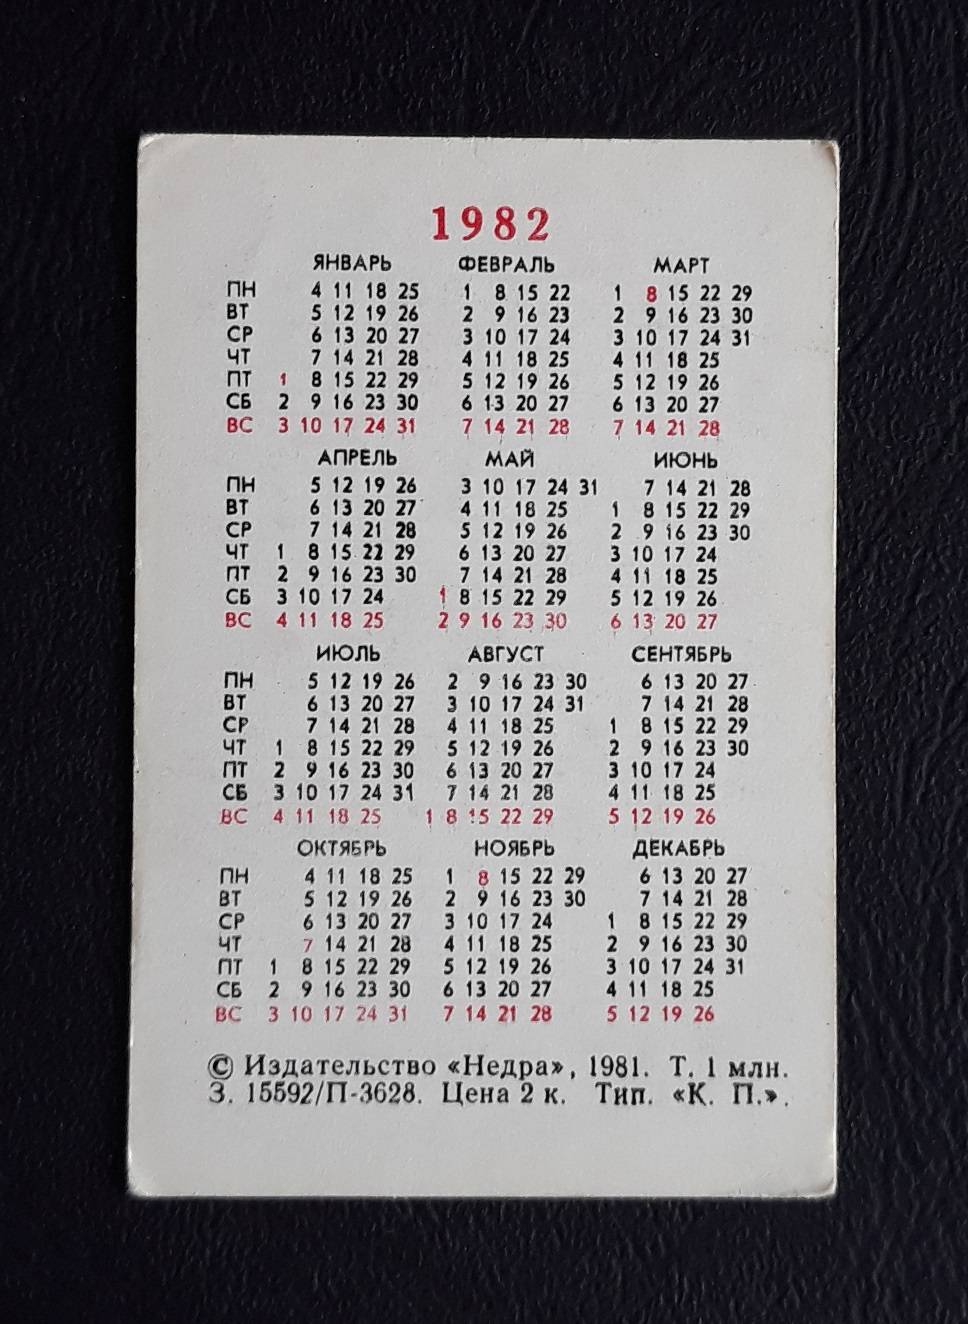 1982
ЯНВАРЬ ФЕВРАЛЬ МАРТ
ПН 4 11 18 25 1 8 15 22 1 8 15 22 29
ВТ 5 12 19 26 2 9 16 23 2 9 16 23 30
СР 6 13 20 27 3 10 17 24 3 10 17 24 31
ЧТ 7 14 21 28 4 11 18 25 4 11 18 25
ПТ 1 8 15 22 29 5 12 19 26 5 12 19 26
СБ 2 9 16 23 30 6 13 20 27 6 13 20 27
ВС 3 10 17 24 31 7 14 21 28 7 14 21 28
АПРЕЛЬ МАЙ ИЮНЬ
ПН 5 12 19 26 3 10 17 24 31 7 14 21 28
ВТ 6 13 20 27 4 11 18 25 1 8 15 22 29
СР 7 14 21 28 5 12 19 26 2 9 16 23 30
ЧТ 1 8 15 22 29 6 13 20 27 3 10 17 24
ПТ 2 9 16 23 30 7 14 21 28 4 11 18 25
СБ 3 10 17 24 1 8 15 22 29 5 12 19 26
ВС 4 11 18 25 2 9 16 23 30 6 13 20 27
ИЮЛЬ АВГУСТ СЕНТЯБРЬ
ПН 5 12 19 26 2 9 16 23 30 6 13 20 27
ВТ 6 13 20 27 3 10 17 24 31 7 14 21 28
СР 7 14 21 28 4 11 18 25 1 8 15 22 29
ЧТ 1 8 15 22 29 5 12 19 26 2 9 16 23 30
ПТ 2 9 16 23 30 6 13 20 27 3 10 17 24
СБ 3 10 17 24 31 7 14 21 28 4 11 18 25
ВС 4 11 18 25 1 8 15 22 29 5 12 19 26
ОКТЯБРЬ НОЯБРЬ ДЕКАБРЬ
ПН 4 11 18 25 1 8 15 22 29 6 13 20 27
ВТ 5 12 19 26 2 9 16 23 30 7 14 21 28
СР 6 13 20 27 3 10 17 24 1 8 15 22 29
ЧТ 7 14 21 28 4 11 18 25 2 9 16 23 30
ПТ 1 8 15 22 29 5 12 19 26 3 10 17 24 31
СБ 2 9 16 23 30 6 13 20 27 4 11 18 25
ВС 3 10 17 24 31 7 14 21 28 5 12 19 26
© Издательство «Недра», 1981. Т. 1 млн.
З. 15592/П-3628. Цена 2 к. Тип. «К. П.».